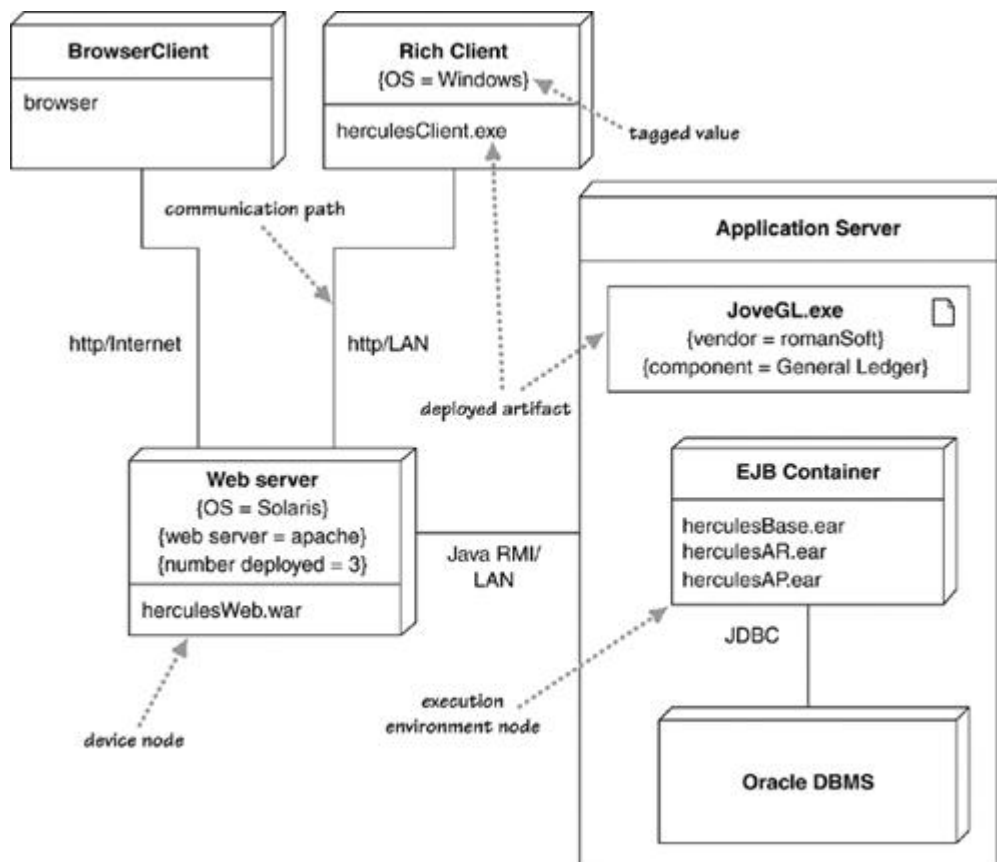 BrowserClient
browser
Rich Client
{OS = Windows}
herculesClient.exe
tagged value
communication path
http/Internet
http/LAN
deployed artifact
Application Server
JoveGL.exe
{vendor = romanSoft}
{component = General Ledger}
Web server
{OS = Solaris}
{web server = apache}
{number deployed = 3}
herculesWeb.war
Java RMI/
LAN
EJB Container
herculesBase.ear
herculesAR.ear
herculesAP.ear
JDBC
device node
execution
environment node
Oracle DBMS